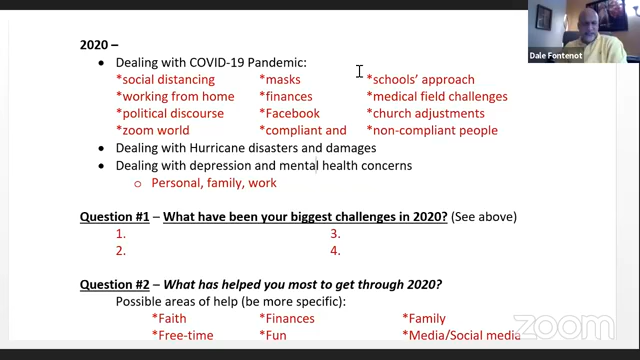 Dale Fontenot
2020 –
• Dealing with COVID-19 Pandemic:
*social distancing *masks *schools' approach
*working from home *finances *medical field challenges
*political discourse *Facebook *church adjustments
*zoom world *compliant and *non-compliant people
• Dealing with Hurricane disasters and damages
• Dealing with depression and mental health concerns
o Personal, family, work
Question #1 – What have been your biggest challenges in 2020? (See above)
1. 3.
2. 4.
Question #2 – What has helped you most to get through 2020?
Possible areas of help (be more specific):
*Faith *Finances *Family
*Free-time *Fun *Media/Social media
zoom